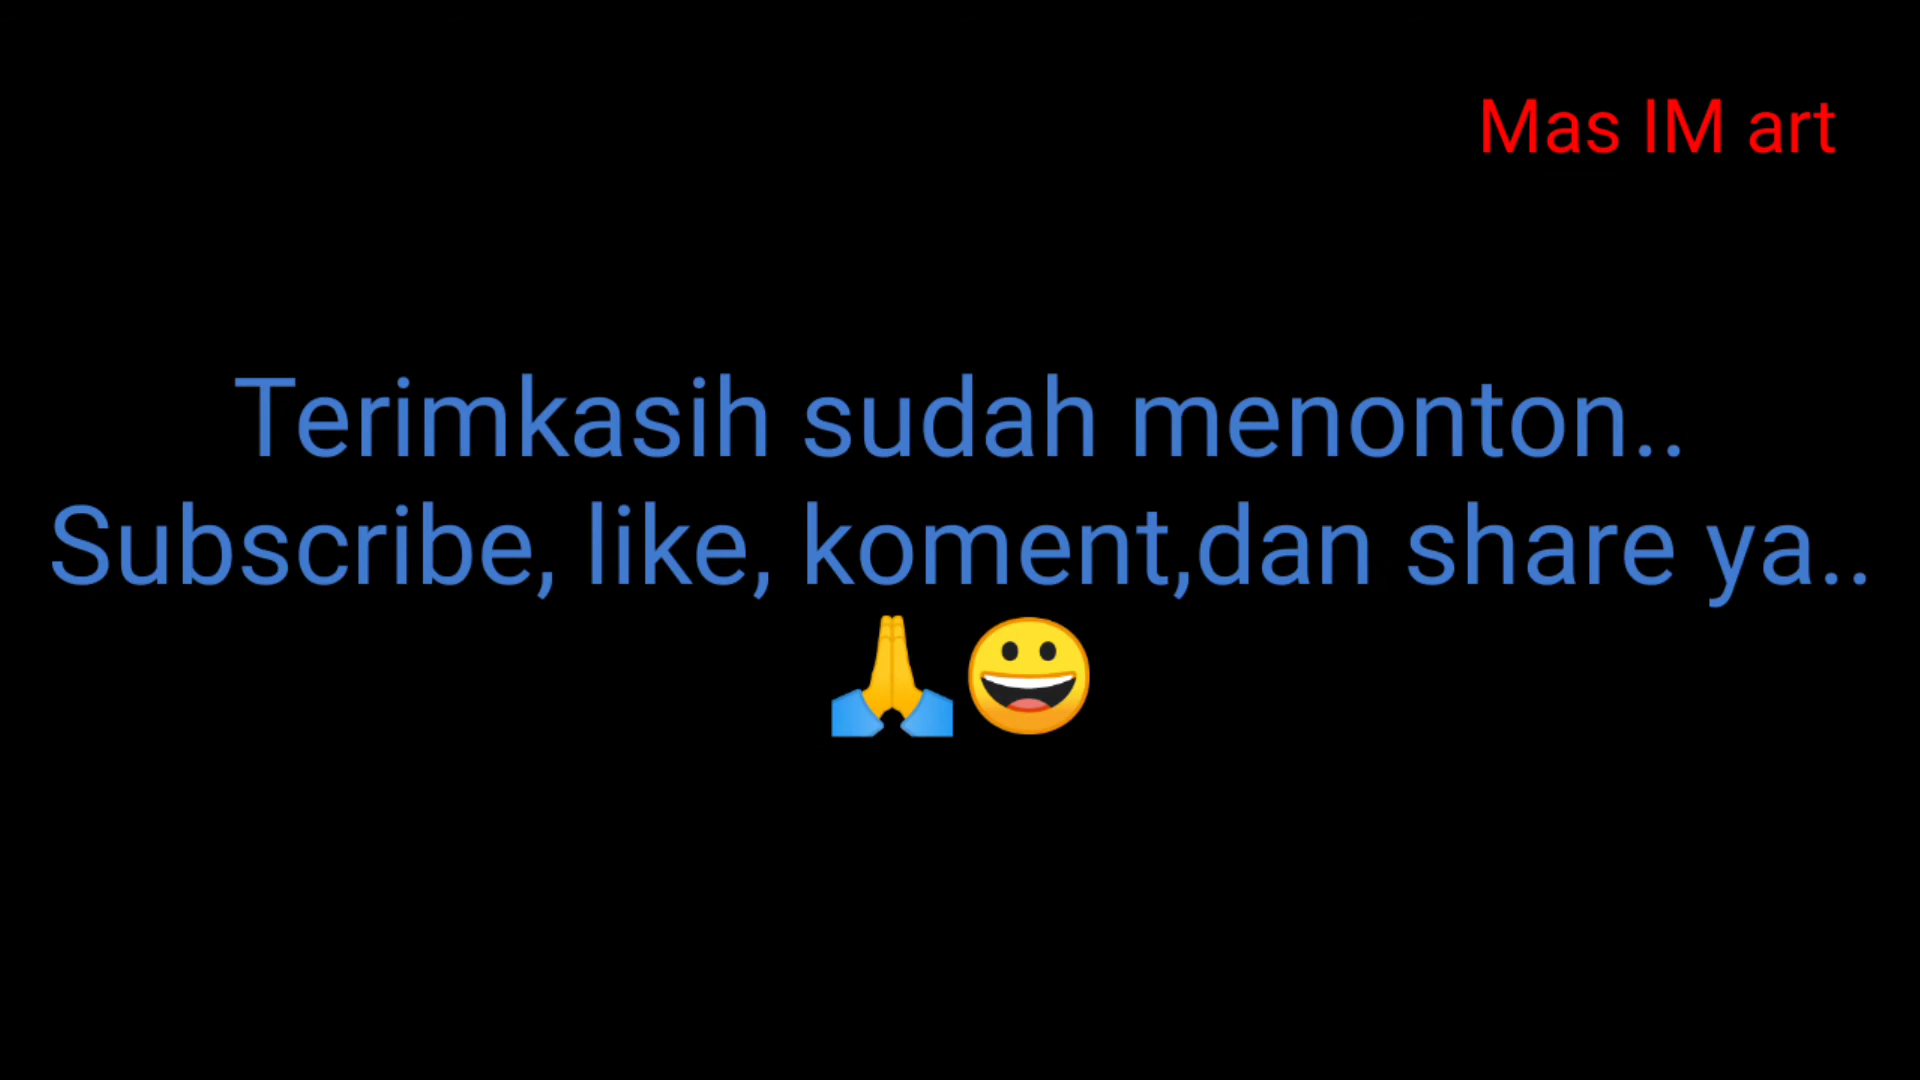 Mas IM art
Terimkasih sudah menonton..
Subscribe, like, koment,dan share ya..
🙏😀